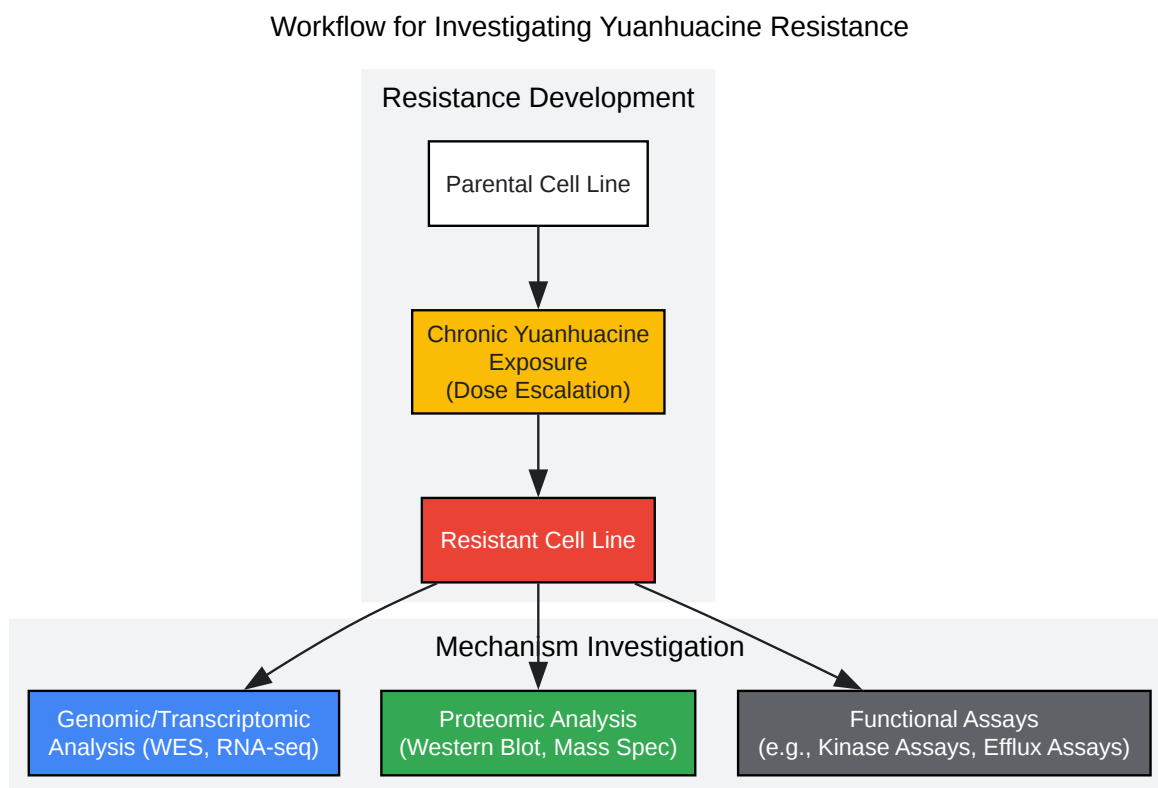 Workflow for Investigating Yuanhuacine Resistance
Resistance Development
Parental Cell Line
Chronic Yuanhuacine
Exposure
(Dose Escalation)
Resistant Cell Line
Mechanism Investigation
Genomic/Transcriptomic
Analysis (WES, RNA-seq)
Proteomic Analysis
(Western Blot, Mass Spec)
Functional Assays
(e.g., Kinase Assays, Efflux Assays)